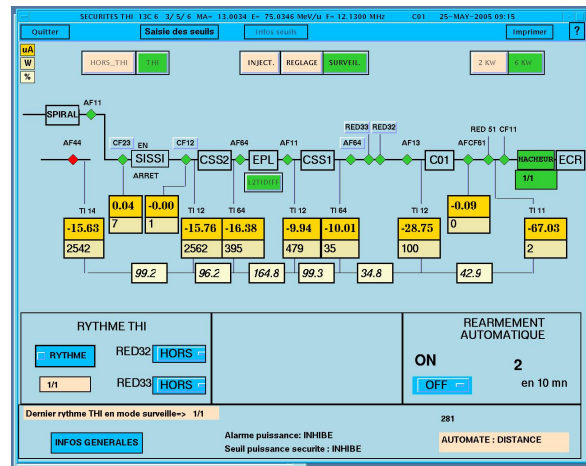 SECURITES THI 13C 6 3/ 5/ 6 MA= 13.0034 E= 75.0346 MeV/u F= 12.1300 MHz C01 25-MAY-2005 09:15
Quitter Saisie des seuils Infos seuils Imprimer ?
uA
W
%
HORS_THI THI INJECT. REGLAGE SURVEIL. 2 KW 6 KW
SPIRAL AF11
AF44 CF23 EN CF12 AF64 AF11 RED33 RED32 AF64 AF13 AFCF61 RED 51 CF11
SISSI CSS2 EPL CSS1 C01 HACHEUR ECR
ARRET 1/1
TI 14 0.04 -0.00 TI 12 TI 64 TI 12 TI 64 TI 12 -0.09 TI 11
7 1 0
-15.63 -15.76 -16.38 -9.94 -10.01 -28.75 -67.03
2542 2562 395 479 35 100 2
99.2 96.2 164.8 99.3 34.8 42.9
RYTHME THI
RYTHME RED32 HORS
1/1 RED33 HORS
REARMEMENT
AUTOMATIQUE
ON 2
OFF en 10 mn
Dernier rythme THI en mode surveille=> 1/1
281
INFOS GENERALES
Alarme puissance: INHIBE
Seuil puissance securite : INHIBE
AUTOMATE : DISTANCE